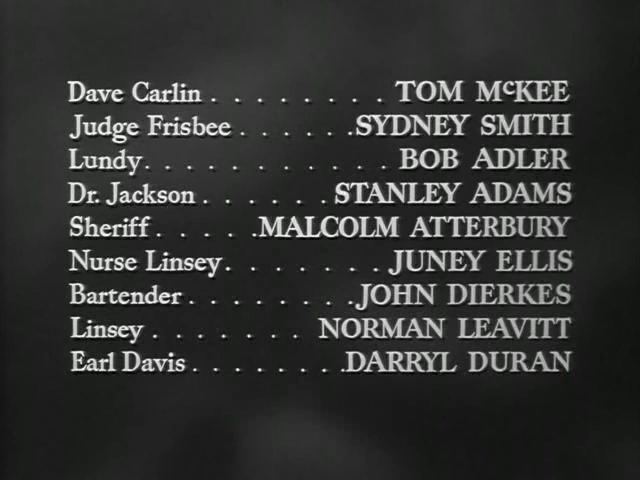 Dave Carlin . . . . . . . . TOM McKEE
Judge Frisbee . . . . . .SYDNEY SMITH
Lundy. . . . . . . . . . . BOB ADLER
Dr. Jackson . . . . . . STANLEY ADAMS
Sheriff . . . . .MALCOLM ATTERBURY
Nurse Linsey. . . . . . . JUNEY ELLIS
Bartender . . . . . . . .JOHN DIERKES
Linsey . . . . . . . NORMAN LEAVITT
Earl Davis . . . . . . . .DARRYL DURAN